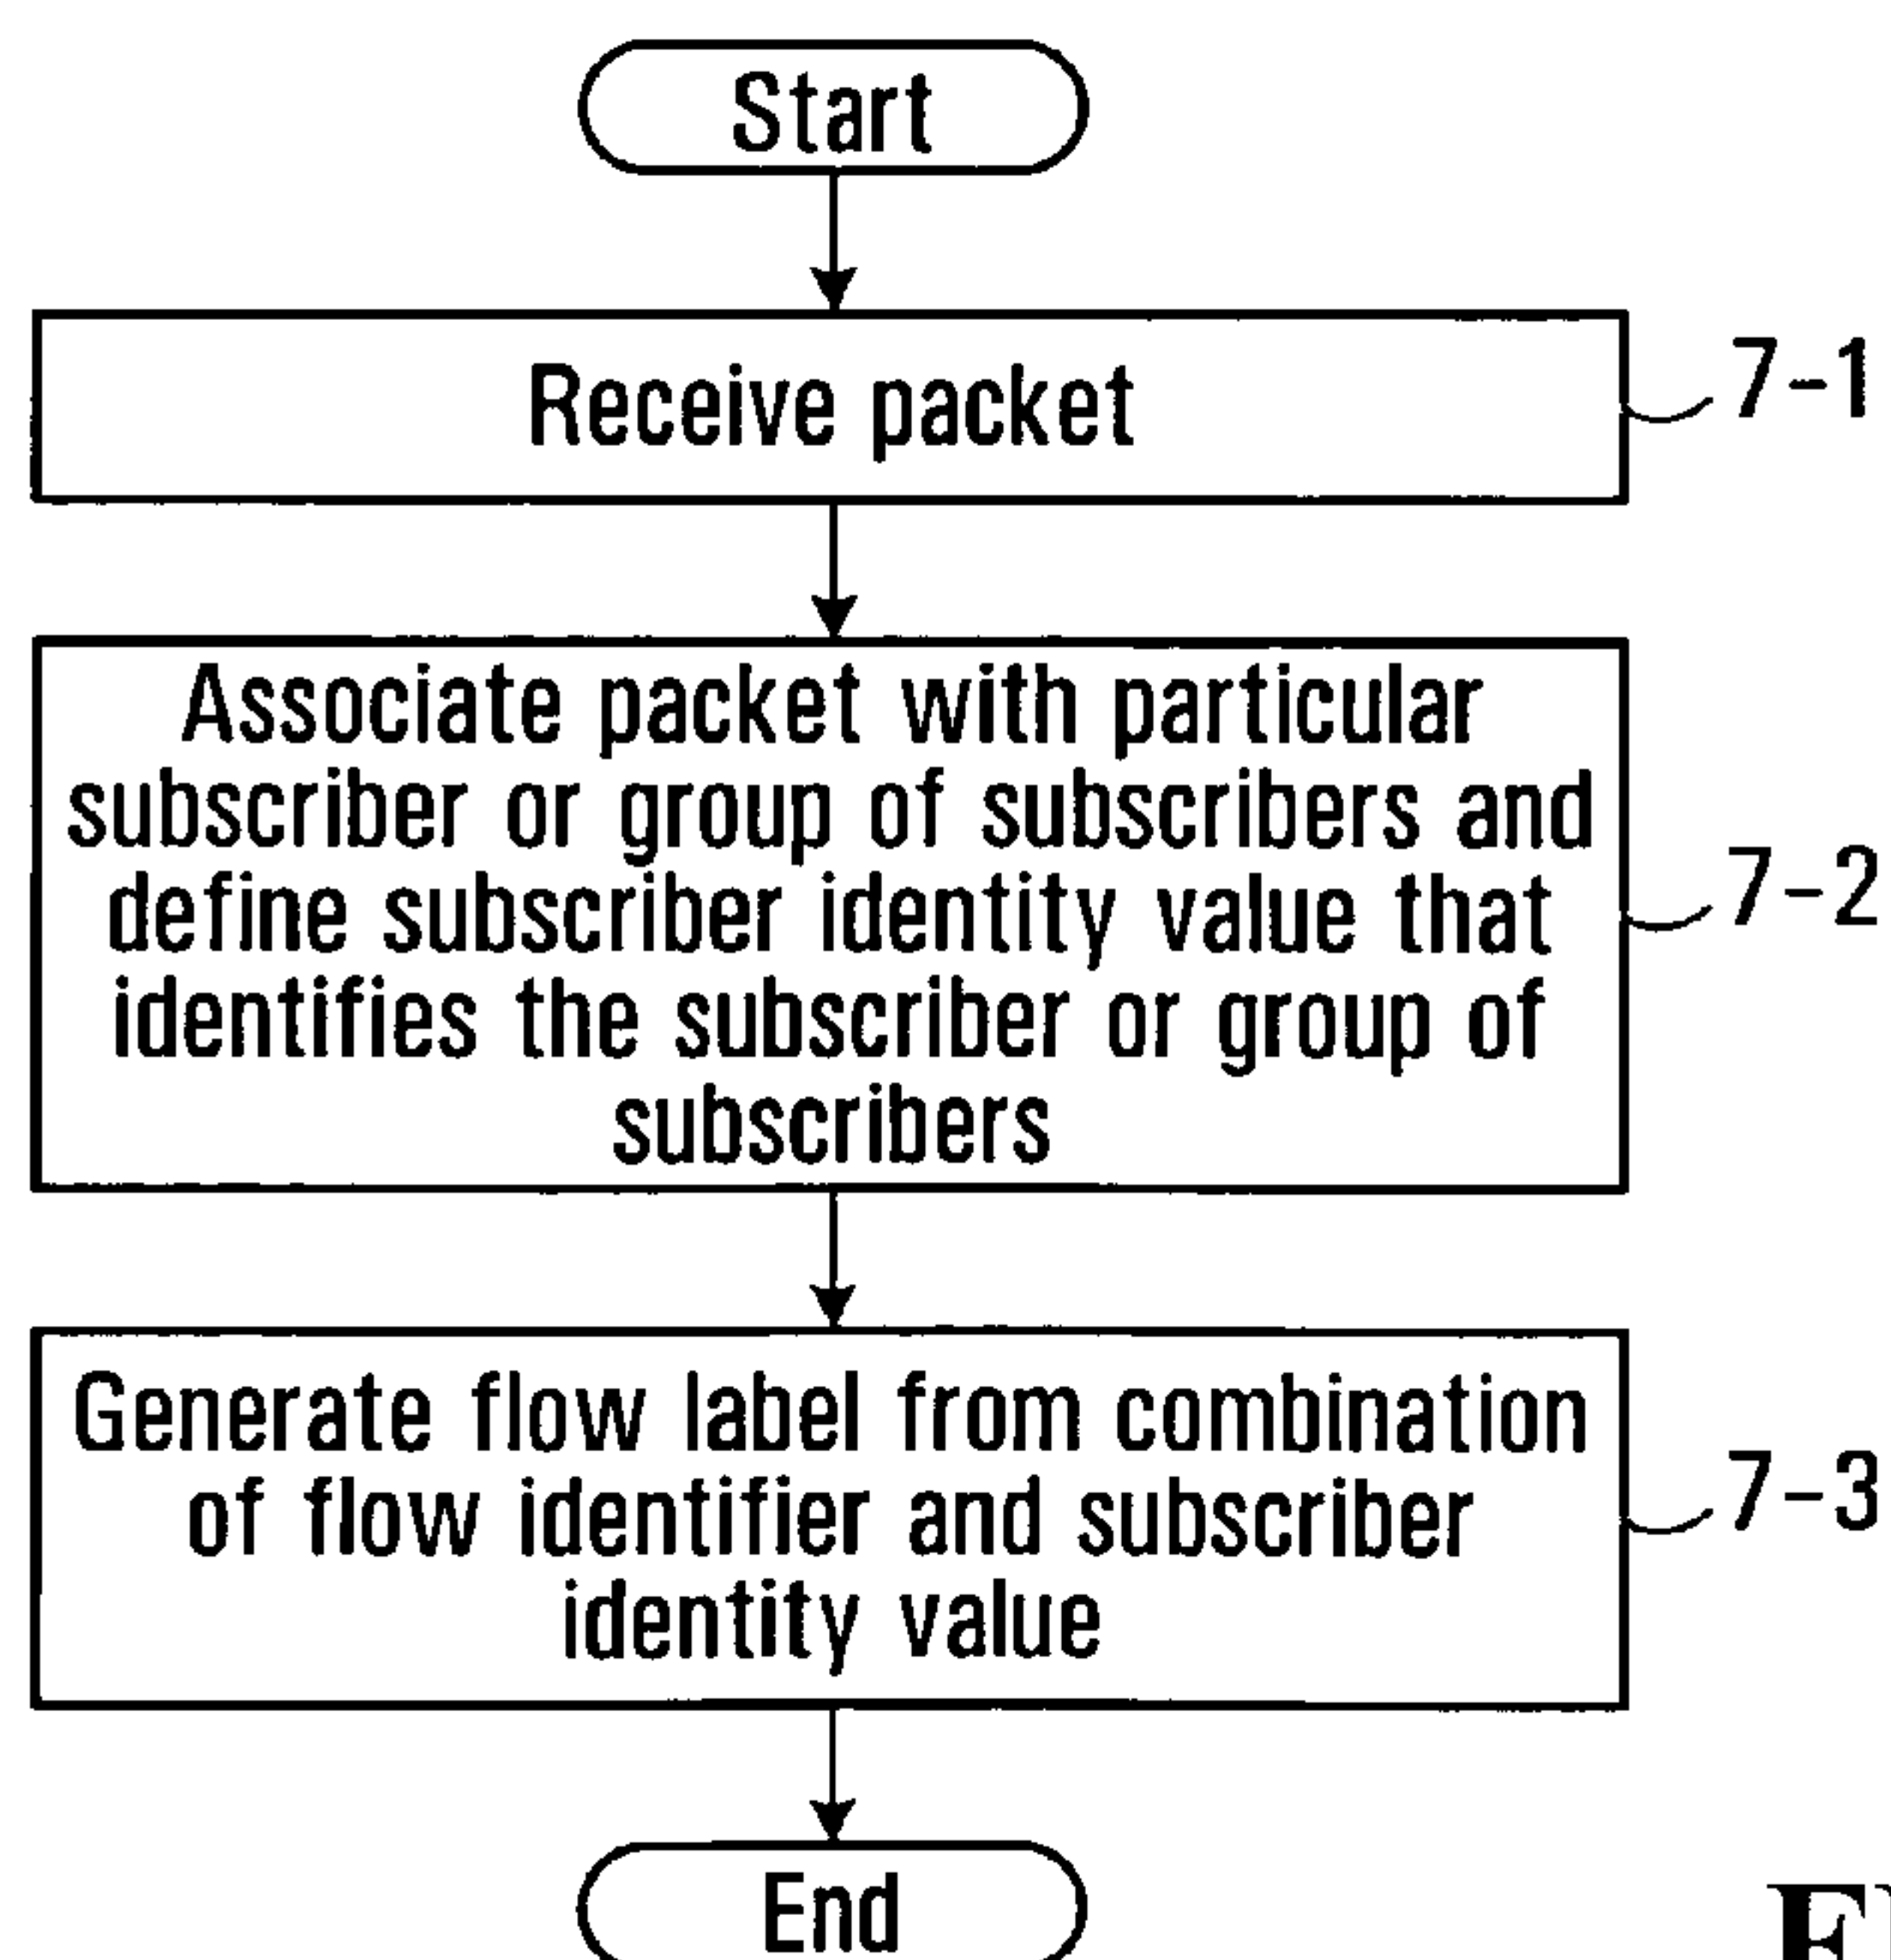 Start
Receive packet
7-1
Associate packet with particular
subscriber or group of subscribers and
define subscriber identity value that
identifies the subscriber or group of
subscribers
7-2
Generate flow label from combination
of flow identifier and subscriber
identity value
7-3
End